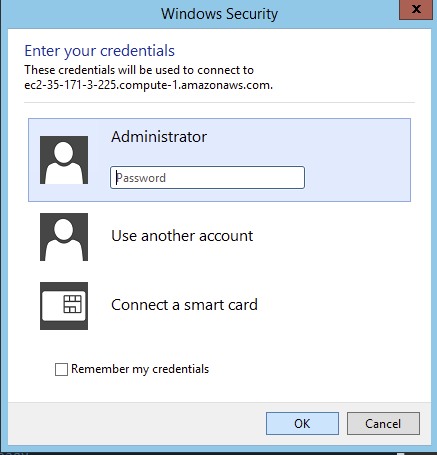 Windows Security
Enter your credentials
These credentials will be used to connect to
ec2-35-171-3-225.compute-1.amazonaws.com.
Administrator
Password
Use another account
Connect a smart card
Remember my credentials
OK
Cancel